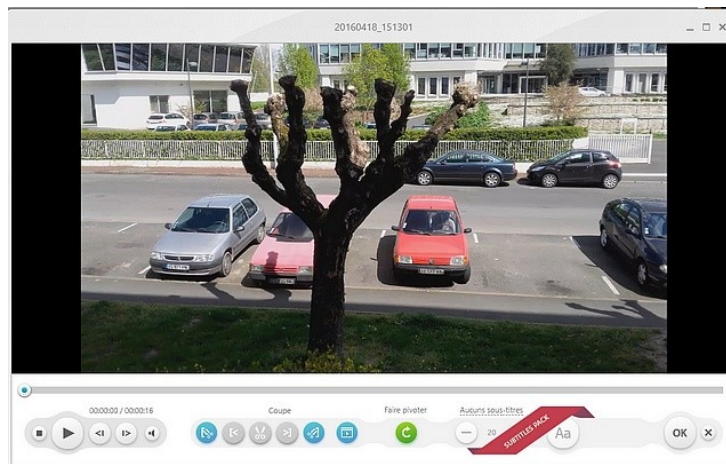 20160418_151301
00:00:00 / 00:00:16
Coupe
Faire pivoter
Aucuns sous-titres
20
SUBTITLES PACK
Aa
OK